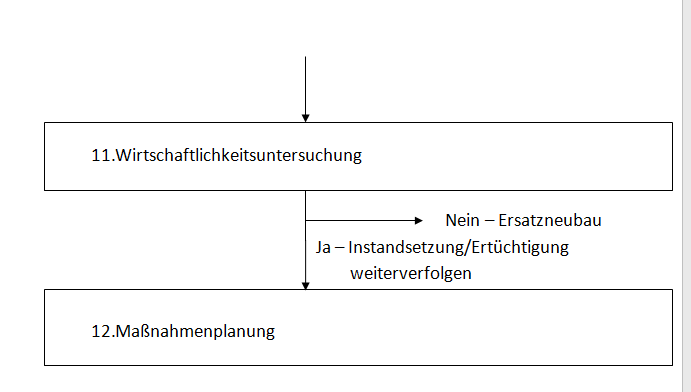 11.Wirtschaftlichkeitsuntersuchung
Nein – Ersatzneubau
Ja – Instandsetzung/Ertüchtigung
weiterverfolgen
12.Maßnahmenplanung